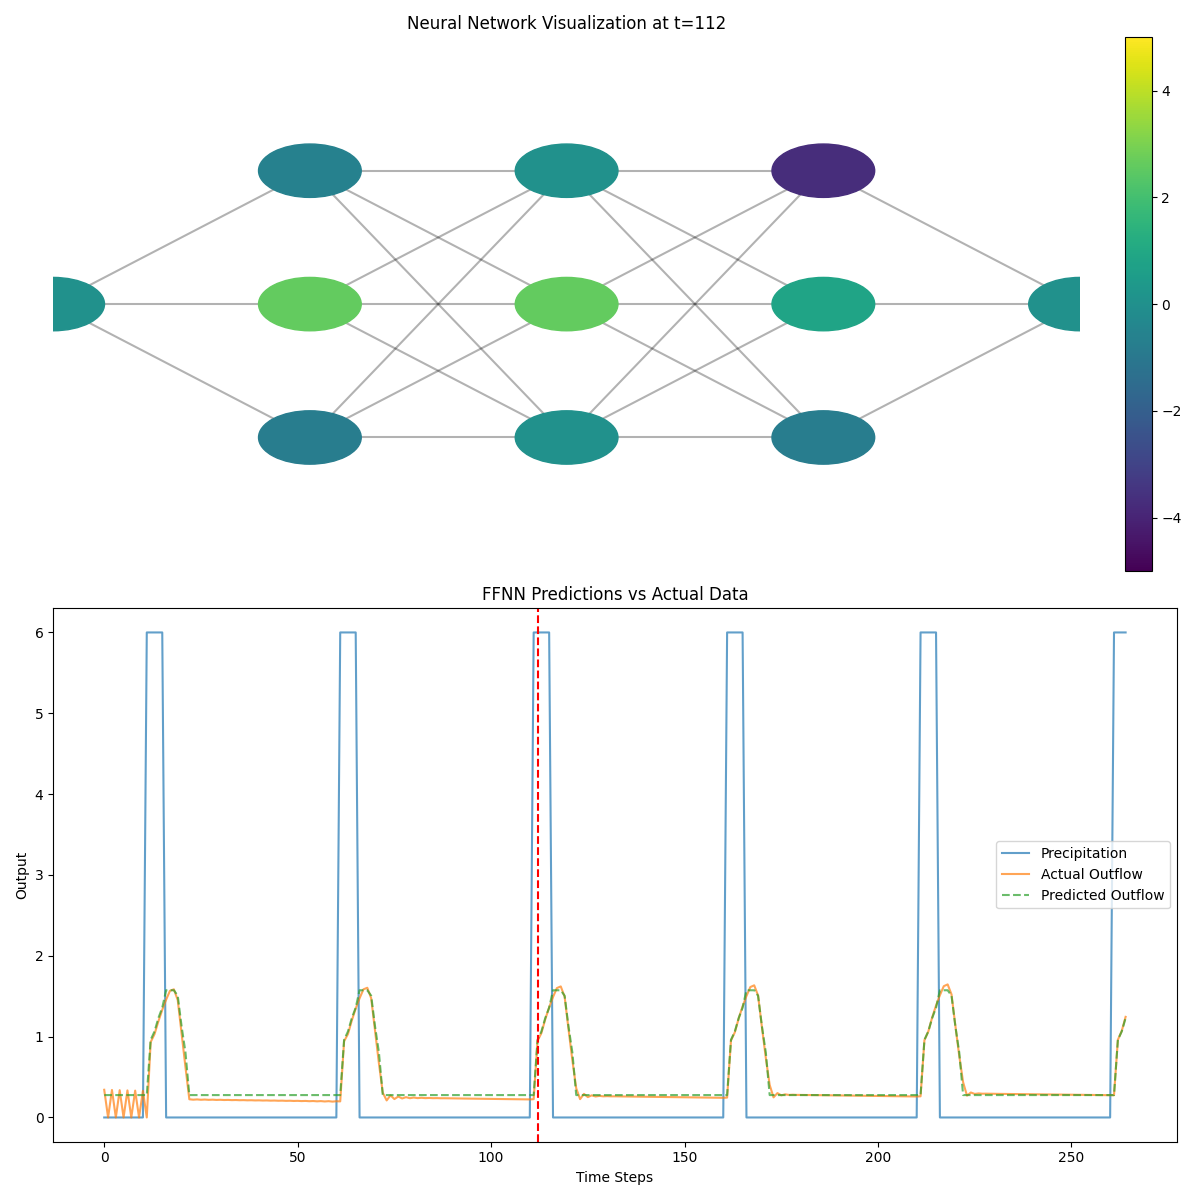 Neural Network Visualization at t=112
4
2
0
−2
−4
FFNN Predictions vs Actual Data
Output
6
5
4
3
2
1
0
Precipitation
Actual Outflow
Predicted Outflow
0 50 100 150 200 250
Time Steps